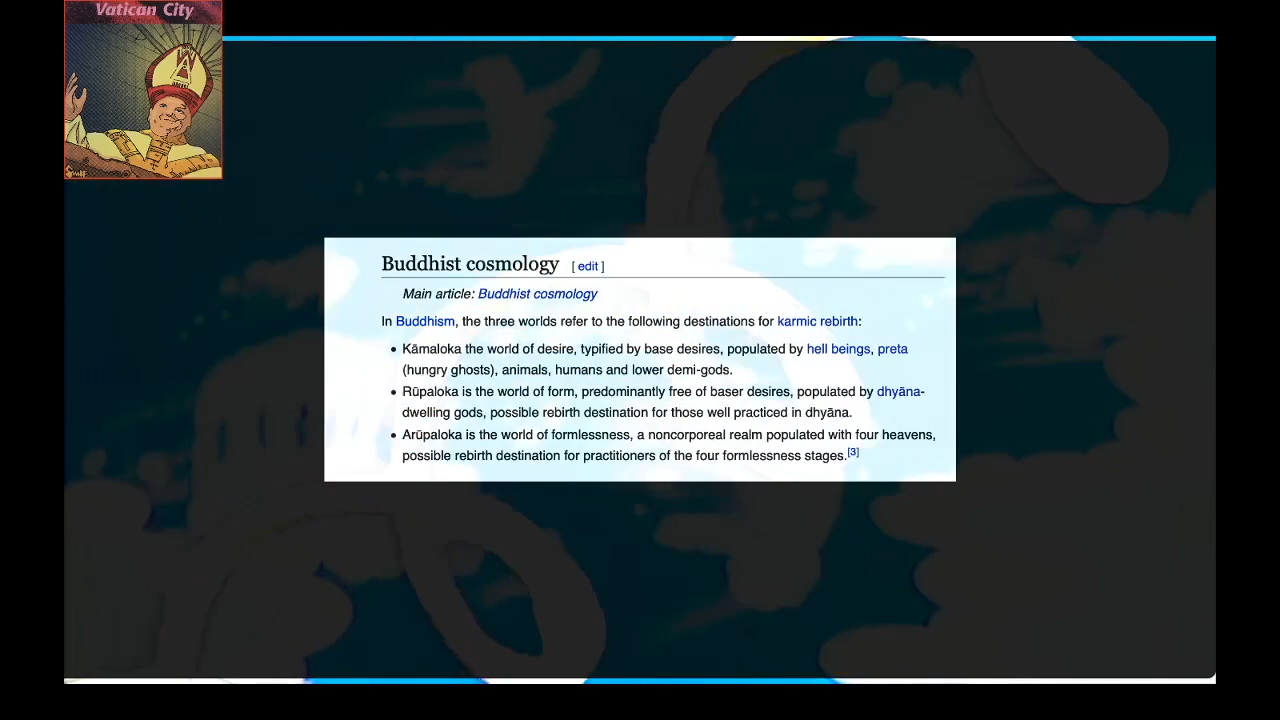 Vatican City
Buddhist cosmology [ edit ]
Main article: Buddhist cosmology
In Buddhism, the three worlds refer to the following destinations for karmic rebirth:
• Kāmaloka the world of desire, typified by base desires, populated by hell beings, preta
(hungry ghosts), animals, humans and lower demi-gods.
• Rūpaloka is the world of form, predominantly free of baser desires, populated by dhyāna-
dwelling gods, possible rebirth destination for those well practiced in dhyāna.
• Arūpaloka is the world of formlessness, a noncorporeal realm populated with four heavens,
possible rebirth destination for practitioners of the four formlessness stages.[3]